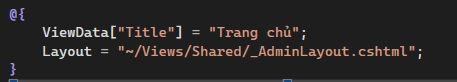 @{
ViewData["Title"] = "Trang chủ";
Layout = "~/Views/Shared/_AdminLayout.cshtml";
}